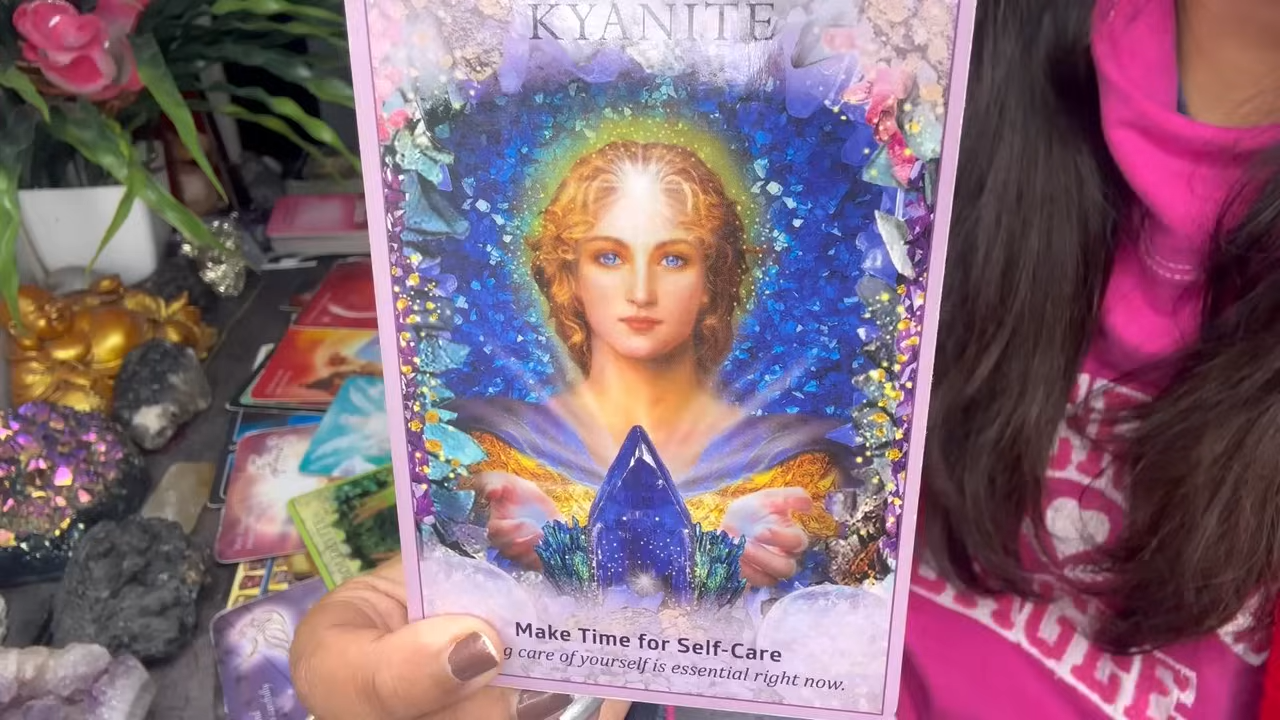 KYANITE
Make Time for Self-Care
g care of yourself is essential right now.